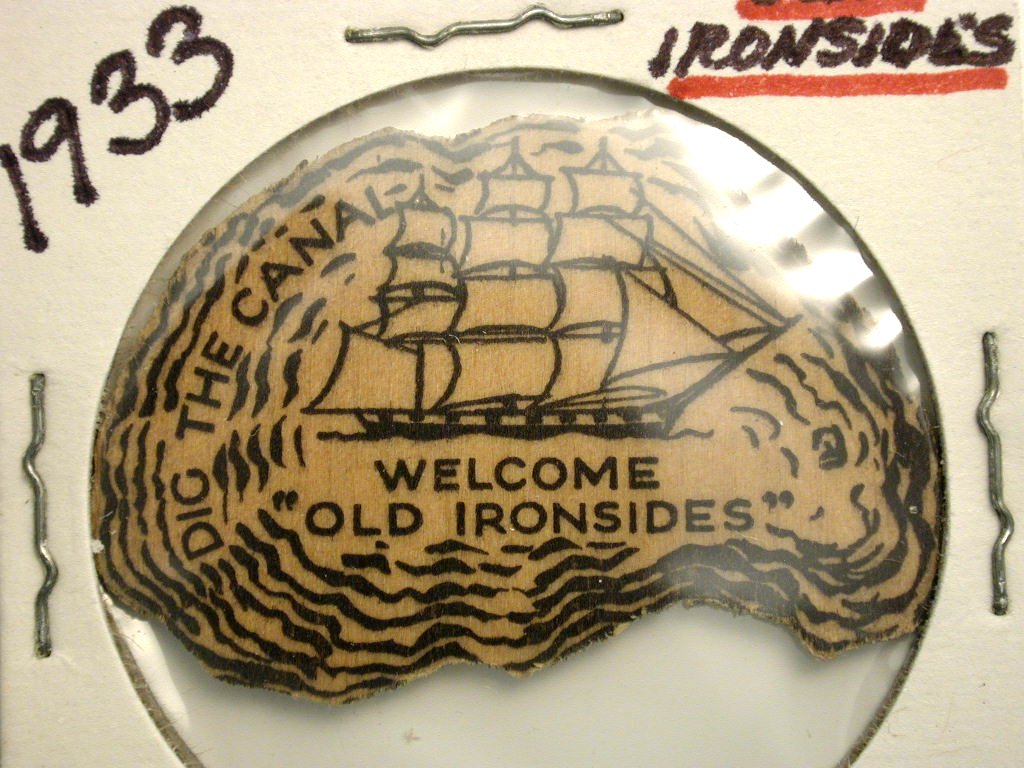 1933
IRONSIDES
DIG THE CANAL
WELCOME
"OLD IRONSIDES"